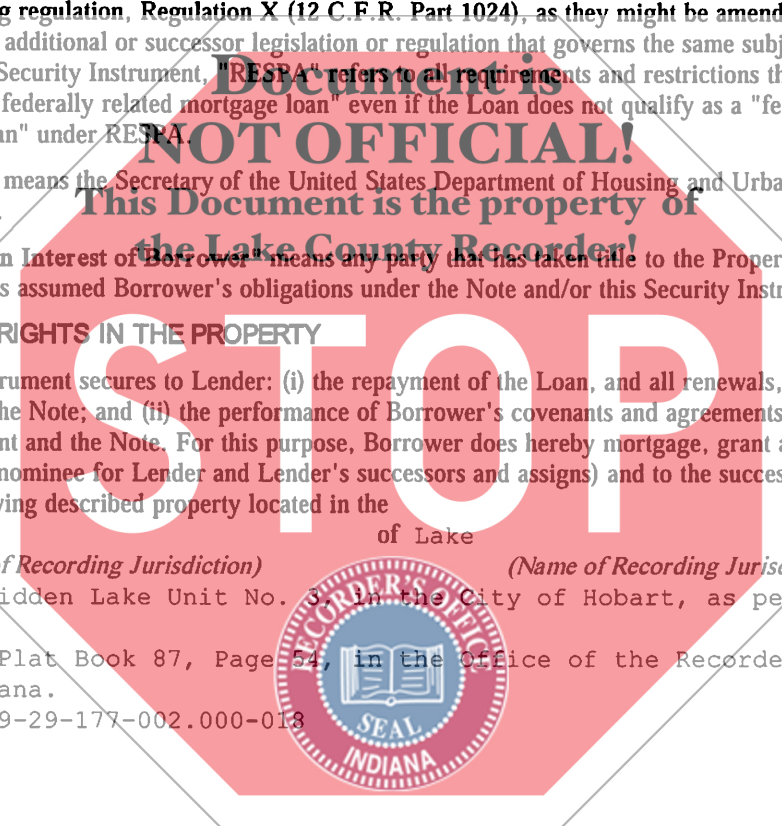 g regulation, Regulation X (12 C.F.R. Part 1024), as they might be amend
additional or successor legislation or regulation that governs the same subj
Security Instrument, "RESPA" refers to all requirements and restrictions th
Document is
federally related mortgage loan" even if the Loan does not qualify as a "fe
an" under RESPA.
NOT OFFICIAL!
means the Secretary of the United States Department of Housing and Urba
This Document is the property of
the Lake County Recorder!
n Interest of Borrower" means any party that has taken title to the Proper
s assumed Borrower's obligations under the Note and/or this Security Instr
RIGHTS IN THE PROPERTY
STOP
rument secures to Lender: (i) the repayment of the Loan, and all renewals,
he Note; and (ii) the performance of Borrower's covenants and agreements
nt and the Note. For this purpose, Borrower does hereby mortgage, grant a
nominee for Lender and Lender's successors and assigns) and to the succes
ving described property located in the
of Lake
f Recording Jurisdiction) (Name of Recording Jurisd
idden Lake Unit No. 3, in the City of Hobart, as pe
Plat Book 87, Page 54, in the Office of the Recorde
ana.
9-29-177-002.000-018
RECORDER'S OFFIC
SEAL
INDIANA